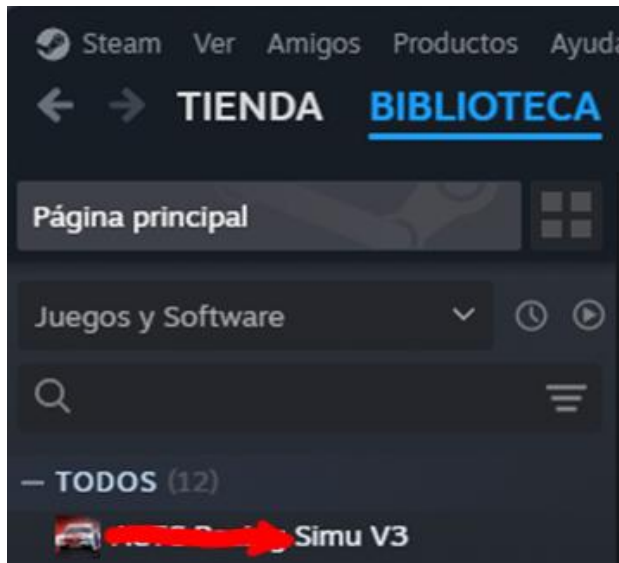 Steam Ver Amigos Productos Ayuda
TIENDA BIBLIOTECA
Página principal
Juegos y Software
TODOS (12)
Simu V3